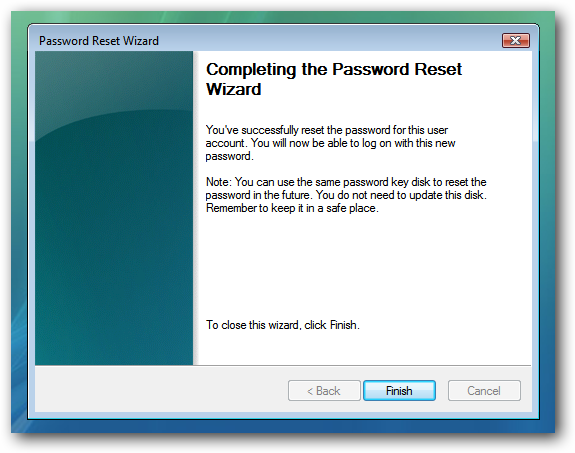 Password Reset Wizard
Completing the Password Reset
Wizard
You've successfully reset the password for this user
account. You will now be able to log on with this new
password.
Note: You can use the same password key disk to reset the
password in the future. You do not need to update this disk.
Remember to keep it in a safe place.
To close this wizard, click Finish.
< Back
Finish
Cancel